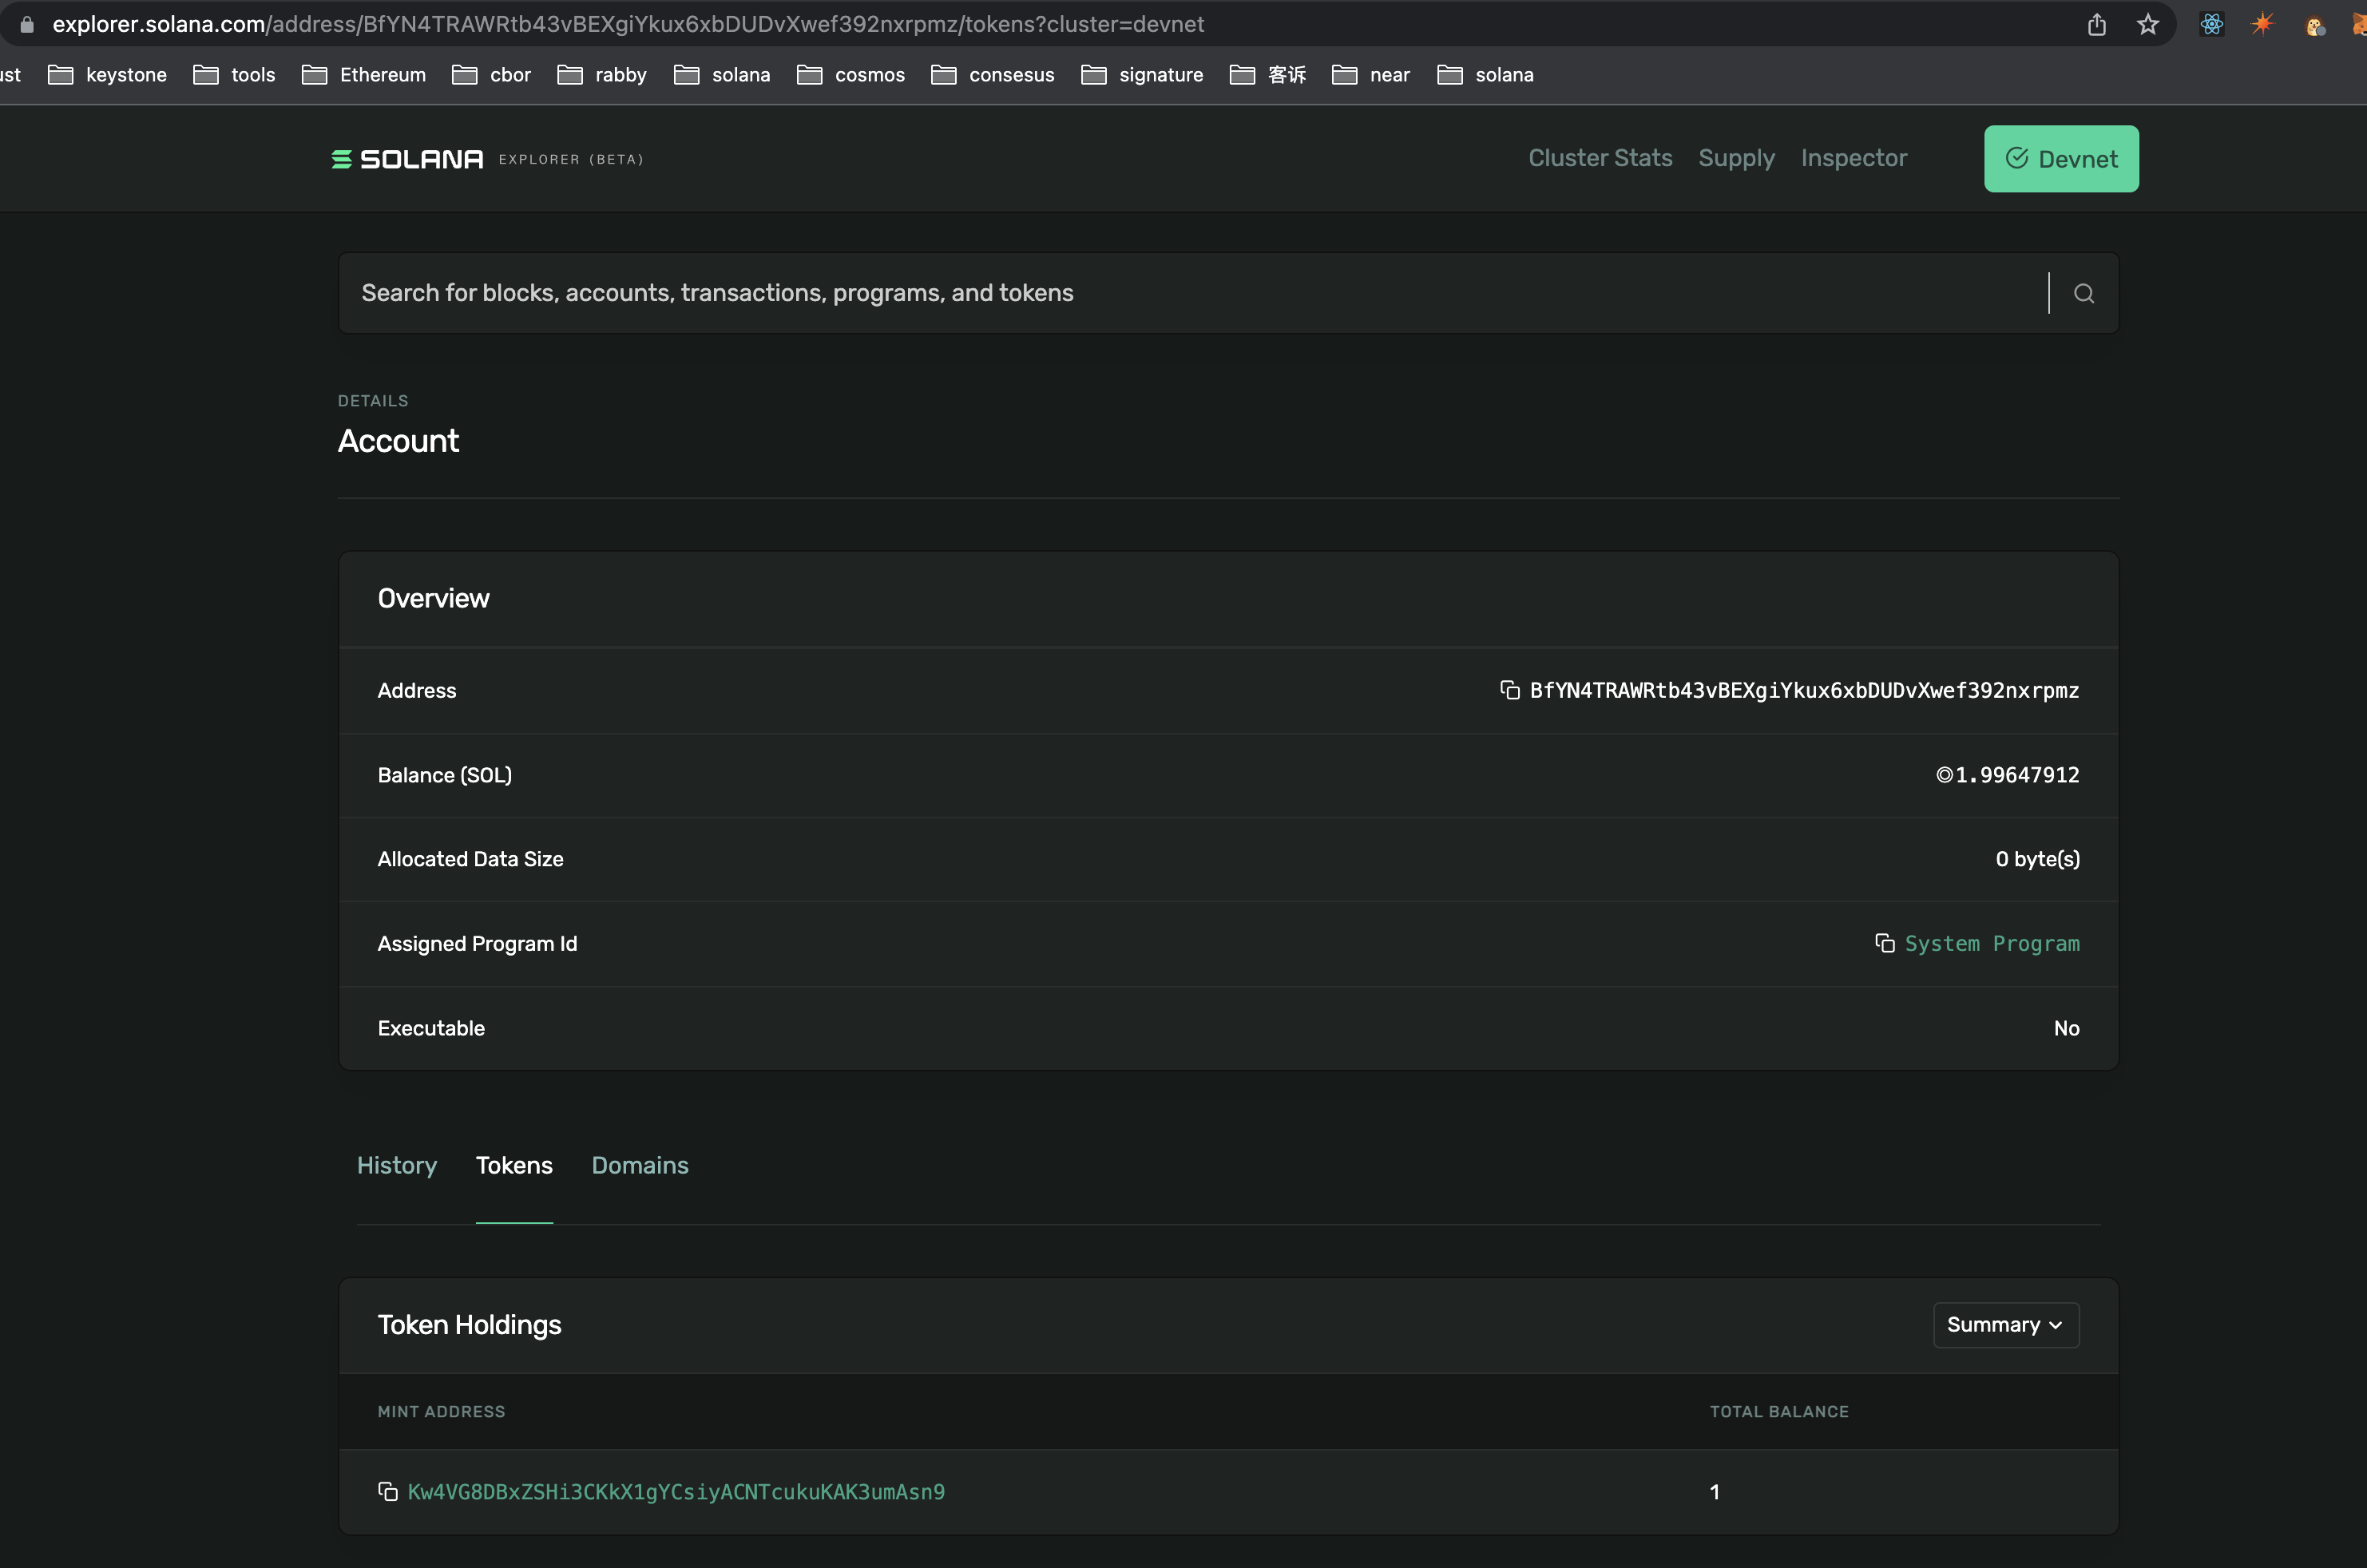 explorer.solana.com/address/BfYN4TRAWRtb43vBEXgiYkux6xbDUDvXwef392nxrpmz/tokens?cluster=devnet
ust keystone tools Ethereum cbor rabby solana cosmos consesus signature 客诉 near solana
SOLANA EXPLORER (BETA) Cluster Stats Supply Inspector Devnet
Search for blocks, accounts, transactions, programs, and tokens
DETAILS
Account
Overview
Address BfYN4TRAWRtb43vBEXgiYkux6xbDUDvXwef392nxrpmz
Balance (SOL) ◎1.99647912
Allocated Data Size 0 byte(s)
Assigned Program Id System Program
Executable No
History Tokens Domains
Token Holdings Summary
MINT ADDRESS TOTAL BALANCE
Kw4VG8DBxZSHi3CKkX1gYCsiyACNTcukuKAK3umAsn9 1